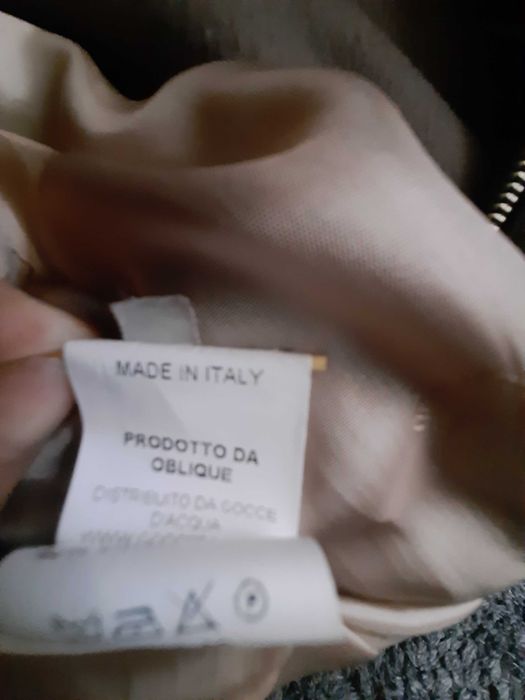 MADE IN ITALY
PRODOTTO DA
OBLIQUE
DISTRIBUITO DA GOCCE
D'ACQUA